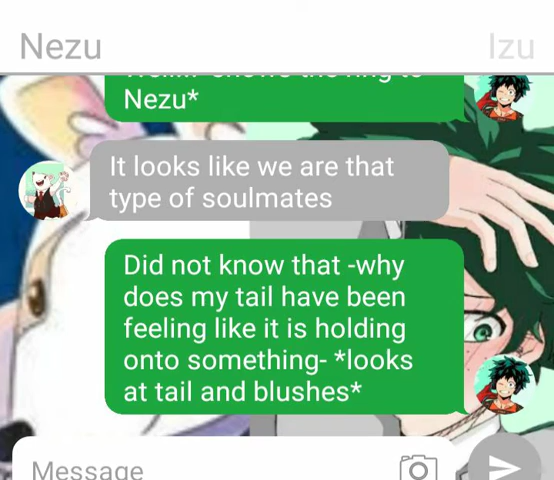 Nezu
Izu
Nezu*
It looks like we are that
type of soulmates
Did not know that -why
does my tail have been
feeling like it is holding
onto something- *looks
at tail and blushes*
Message